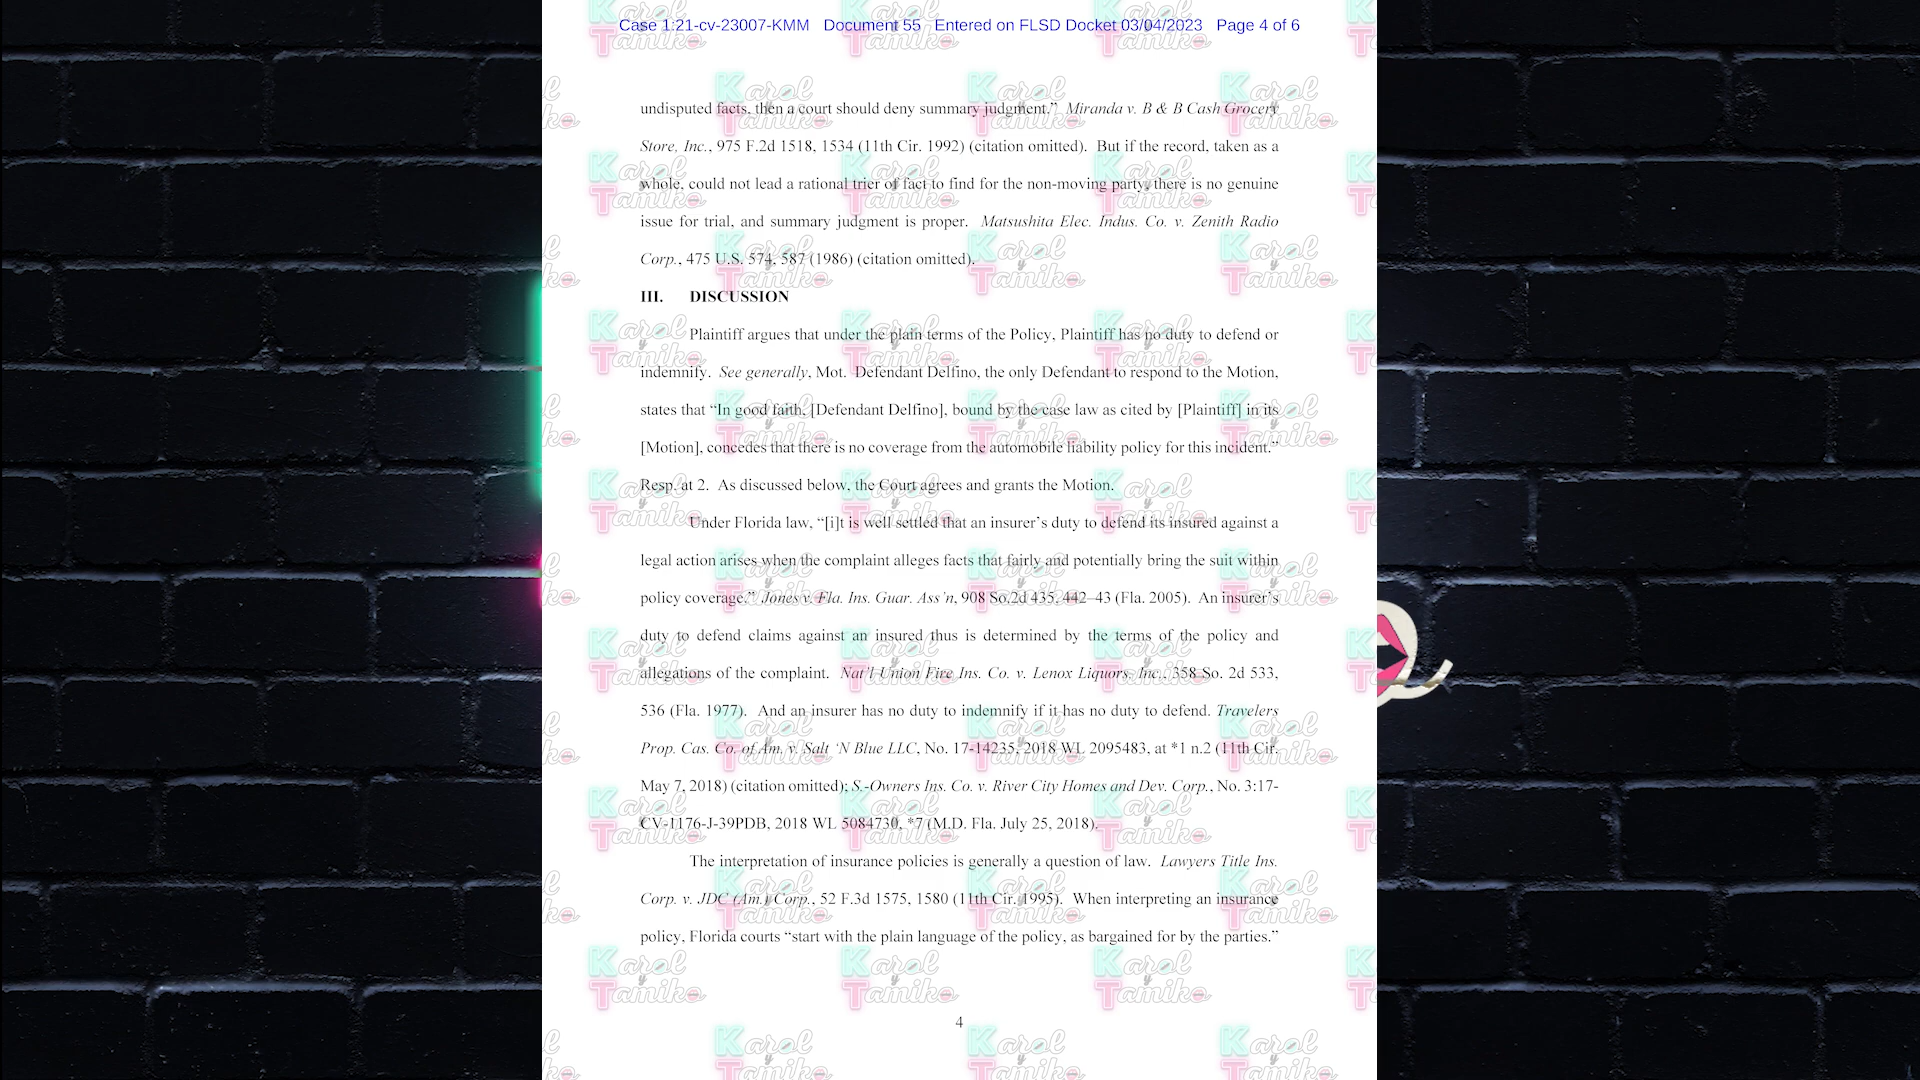 Case 1:21-cv-23007-KMM Document 55 Entered on FLSD Docket 03/04/2023 Page 4 of 6
undisputed facts, then a court should deny summary judgment.” Miranda v. B & B Cash Grocery
Store, Inc., 975 F.2d 1518, 1534 (11th Cir. 1992) (citation omitted). But if the record, taken as a
whole, could not lead a rational trier of fact to find for the non-moving party, there is no genuine
issue for trial, and summary judgment is proper. Matsushita Elec. Indus. Co. v. Zenith Radio
Corp., 475 U.S. 574, 587 (1986) (citation omitted).
III. DISCUSSION
Plaintiff argues that under the plain terms of the Policy, Plaintiff has no duty to defend or
indemnify. See generally, Mot. Defendant Delfino, the only Defendant to respond to the Motion,
states that “In good faith, [Defendant Delfino], bound by the case law as cited by [Plaintiff] in its
[Motion], concedes that there is no coverage from the automobile liability policy for this incident.”
Resp. at 2. As discussed below, the Court agrees and grants the Motion.
Under Florida law, “[i]t is well settled that an insurer’s duty to defend its insured against a
legal action arises when the complaint alleges facts that fairly and potentially bring the suit within
policy coverage.” Jones v. Fla. Ins. Guar. Ass’n, 908 So.2d 435, 442–43 (Fla. 2005). An insurer’s
duty to defend claims against an insured thus is determined by the terms of the policy and
allegations of the complaint. Nat’l Union Fire Ins. Co. v. Lenox Liquors, Inc., 358 So. 2d 533,
536 (Fla. 1977). And an insurer has no duty to indemnify if it has no duty to defend. Travelers
Prop. Cas. Co. of Am. v. Salt ‘N Blue LLC, No. 17-14235, 2018 WL 2095483, at *1 n.2 (11th Cir.
May 7, 2018) (citation omitted); S.-Owners Ins. Co. v. River City Homes and Dev. Corp., No. 3:17-
CV-1176-J-39PDB, 2018 WL 5084730, *7 (M.D. Fla. July 25, 2018).
The interpretation of insurance policies is generally a question of law. Lawyers Title Ins.
Corp. v. JDC (Am.) Corp., 52 F.3d 1575, 1580 (11th Cir. 1995). When interpreting an insurance
policy, Florida courts “start with the plain language of the policy, as bargained for by the parties.”
4
Karol
y
Tamiko